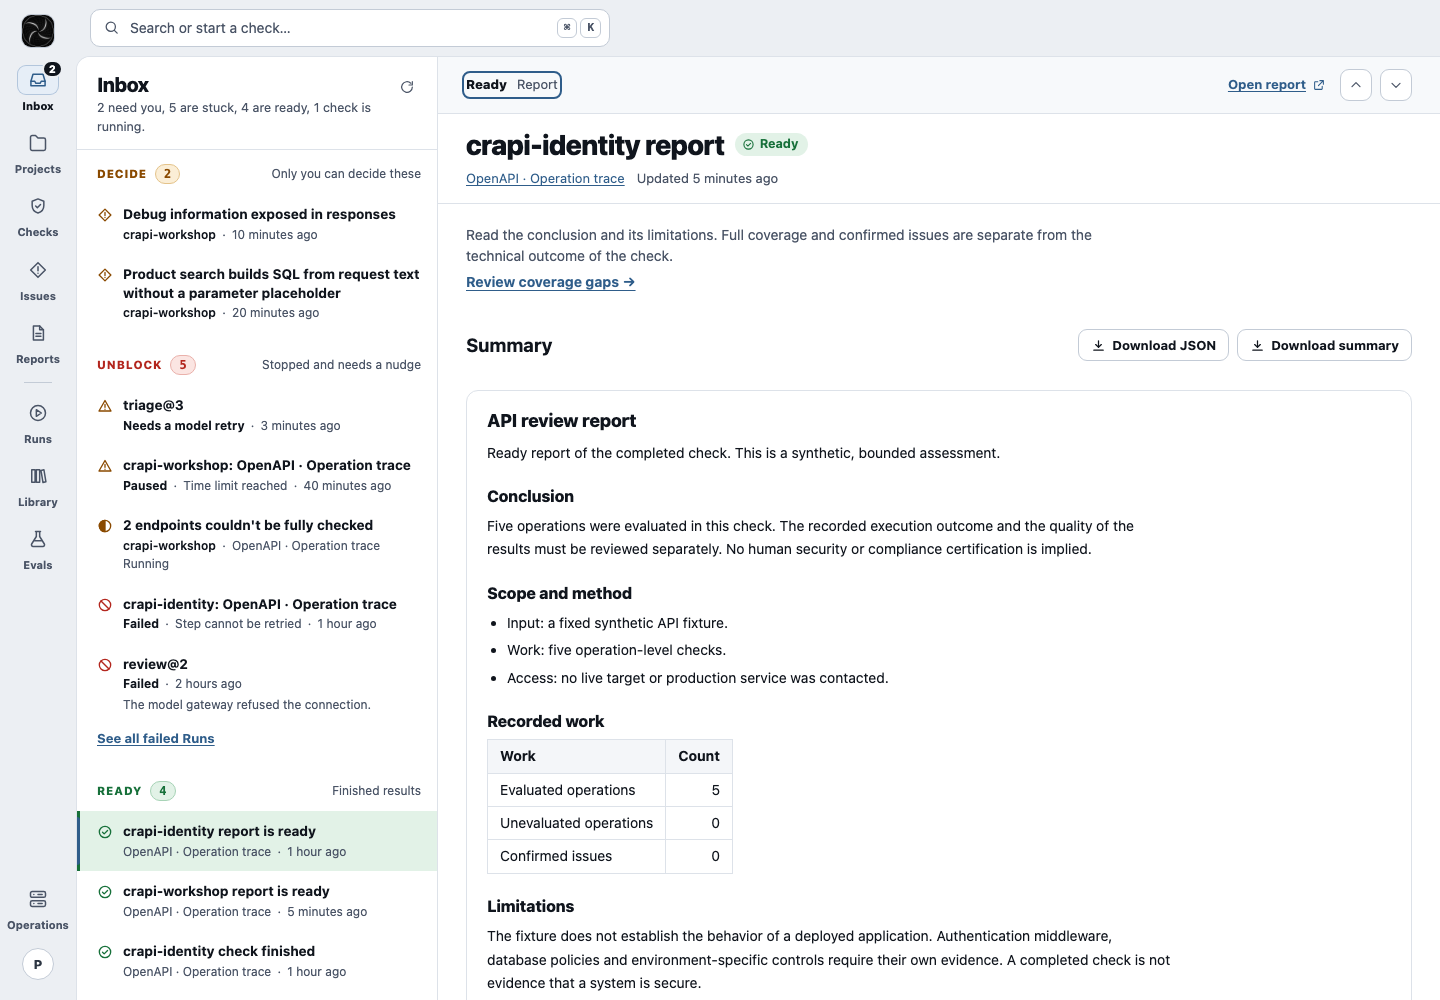 Search or start a check...
⌘ K
2
Inbox
Projects
Checks
Issues
Reports
Runs
Library
Evals
Operations
P
Inbox
2 need you, 5 are stuck, 4 are ready, 1 check is
running.
DECIDE 2 Only you can decide these
Debug information exposed in responses
crapi-workshop · 10 minutes ago
Product search builds SQL from request text
without a parameter placeholder
crapi-workshop · 20 minutes ago
UNBLOCK 5 Stopped and needs a nudge
triage@3
Needs a model retry · 3 minutes ago
crapi-workshop: OpenAPI · Operation trace
Paused · Time limit reached · 40 minutes ago
2 endpoints couldn't be fully checked
crapi-workshop · OpenAPI · Operation trace
Running
crapi-identity: OpenAPI · Operation trace
Failed · Step cannot be retried · 1 hour ago
review@2
Failed · 2 hours ago
The model gateway refused the connection.
See all failed Runs
READY 4 Finished results
crapi-identity report is ready
OpenAPI · Operation trace · 1 hour ago
crapi-workshop report is ready
OpenAPI · Operation trace · 5 minutes ago
crapi-identity check finished
OpenAPI · Operation trace · 1 hour ago
Ready Report
Open report
crapi-identity report Ready
OpenAPI · Operation trace Updated 5 minutes ago
Read the conclusion and its limitations. Full coverage and confirmed issues are separate from the
technical outcome of the check.
Review coverage gaps →
Summary
Download JSON
Download summary
API review report
Ready report of the completed check. This is a synthetic, bounded assessment.
Conclusion
Five operations were evaluated in this check. The recorded execution outcome and the quality of the
results must be reviewed separately. No human security or compliance certification is implied.
Scope and method
• Input: a fixed synthetic API fixture.
• Work: five operation-level checks.
• Access: no live target or production service was contacted.
Recorded work
Work Count
Evaluated operations 5
Unevaluated operations 0
Confirmed issues 0
Limitations
The fixture does not establish the behavior of a deployed application. Authentication middleware,
database policies and environment-specific controls require their own evidence. A completed check is not
evidence that a system is secure.